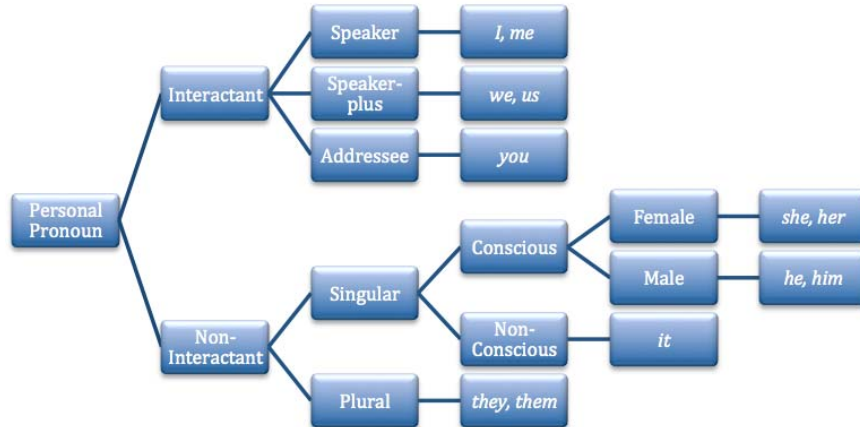 Personal
Pronoun
Interactant
Speaker
I, me
Speaker-
plus
we, us
Addressee
you
Non-
Interactant
Singular
Conscious
Female
she, her
Male
he, him
Non-
Conscious
it
Plural
they, them